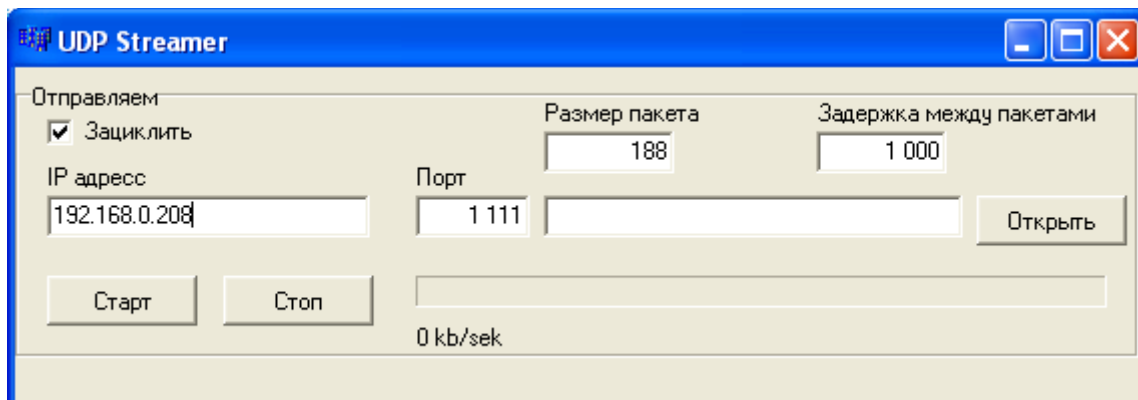 UDP Streamer
Отправляем
Зациклить
Размер пакета
Задержка между пакетами
188
1 000
IP адресс
Порт
192.168.0.208
1 111
Открыть
Старт
Стоп
0 kb/sek